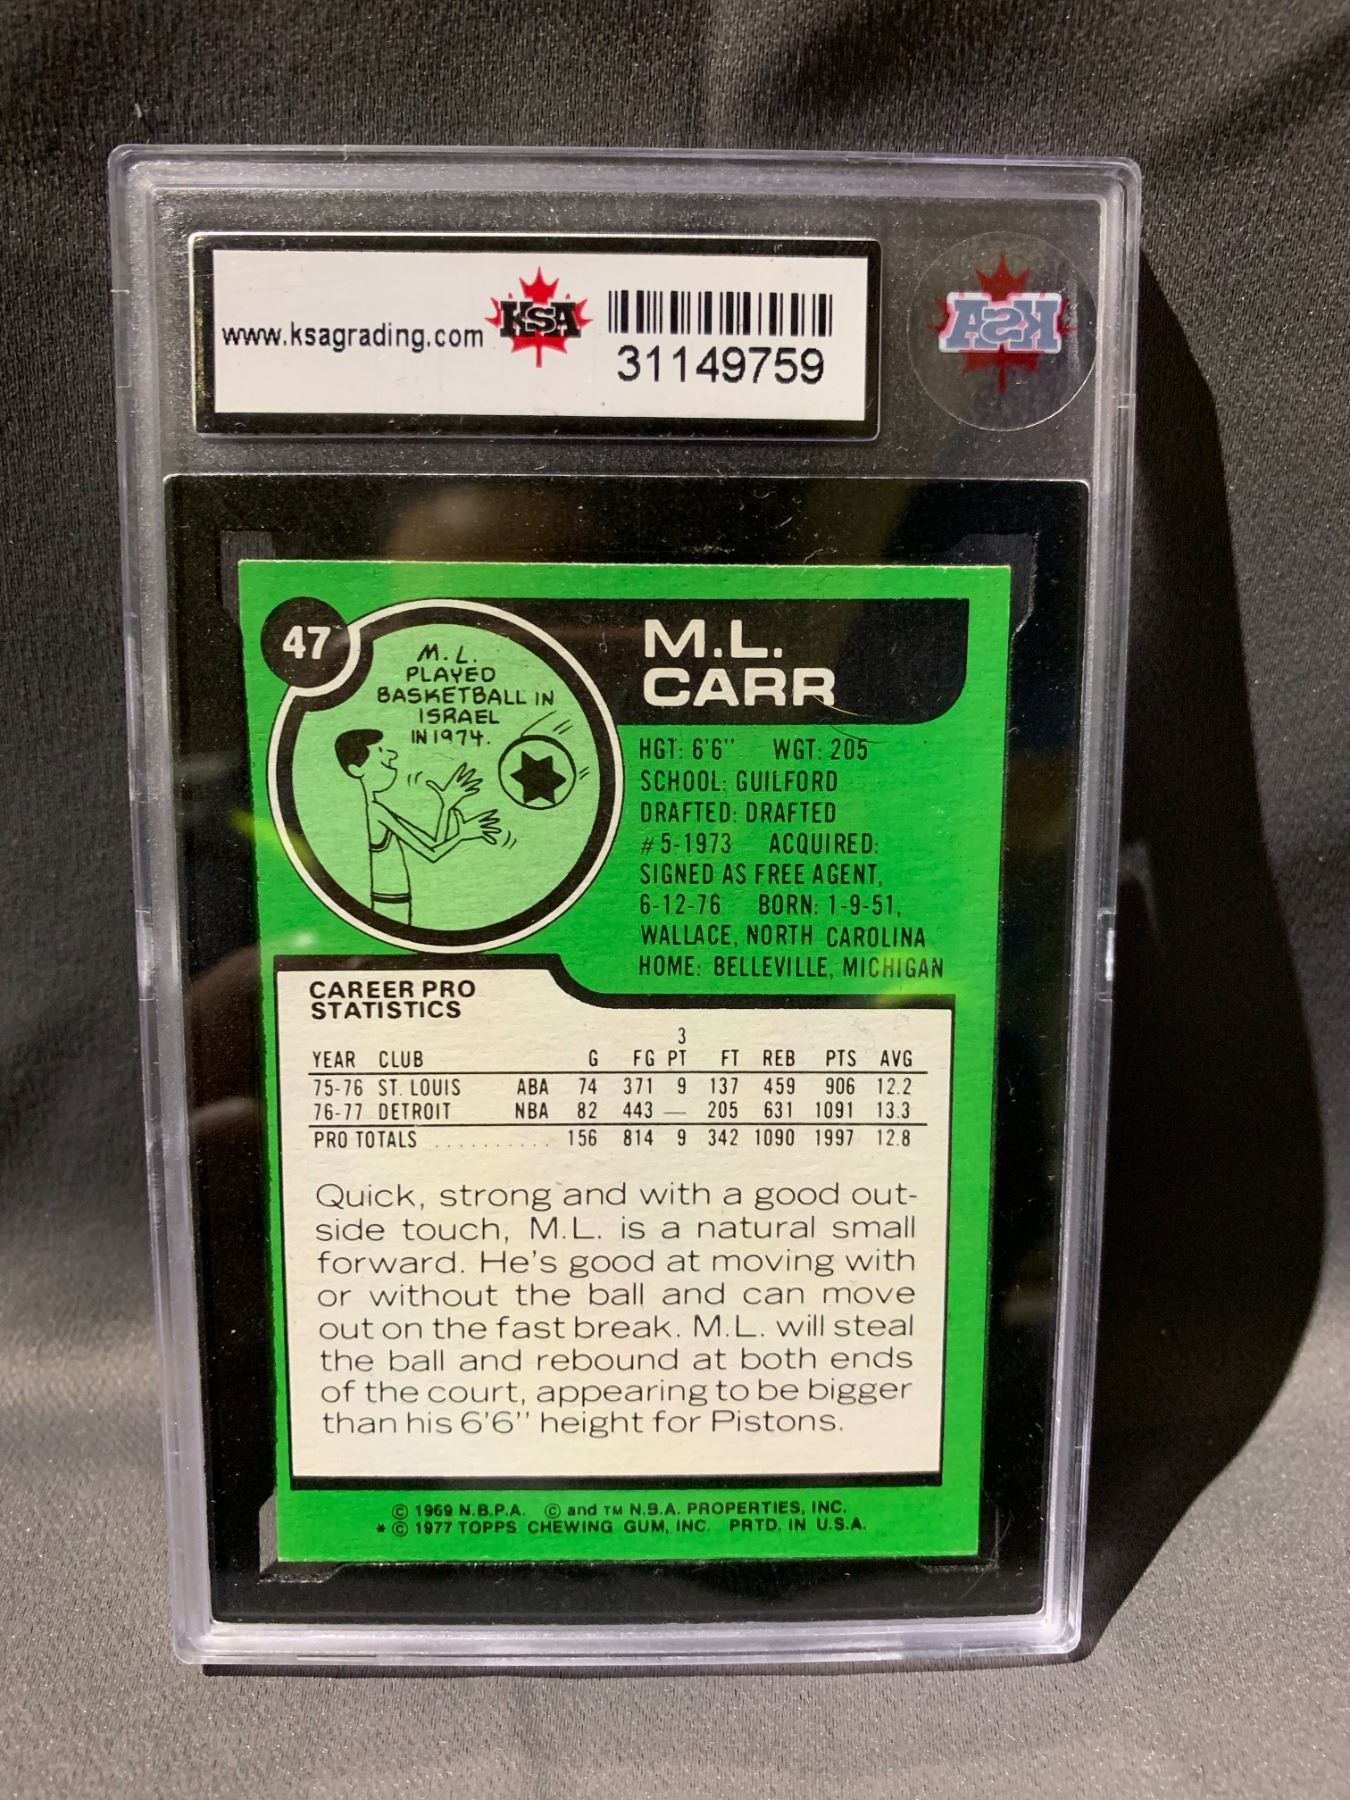 www.ksagrading.com KSA
31149759
KSA
47
M. L.
PLAYED
BASKETBALL IN
ISRAEL
IN 1974.
M.L.
CARR
HGT: 6'6" WGT: 205
SCHOOL: GUILFORD
DRAFTED: DRAFTED
#5-1973 ACQUIRED:
SIGNED AS FREE AGENT,
6-12-76 BORN: 1-9-51,
WALLACE, NORTH CAROLINA
HOME: BELLEVILLE, MICHIGAN
CAREER PRO
STATISTICS
3
YEAR CLUB G FG PT FT REB PTS AVG
75-76 ST. LOUIS ABA 74 371 9 137 459 906 12.2
76-77 DETROIT NBA 82 443 — 205 631 1091 13.3
PRO TOTALS . . . . . . . . . . . 156 814 9 342 1090 1997 12.8
Quick, strong and with a good out-
side touch, M.L. is a natural small
forward. He's good at moving with
or without the ball and can move
out on the fast break. M.L. will steal
the ball and rebound at both ends
of the court, appearing to be bigger
than his 6'6" height for Pistons.
© 1969 N.B.P.A. © and TM N.B.A. PROPERTIES, INC.
* © 1977 TOPPS CHEWING GUM, INC. PRTD. IN U.S.A.